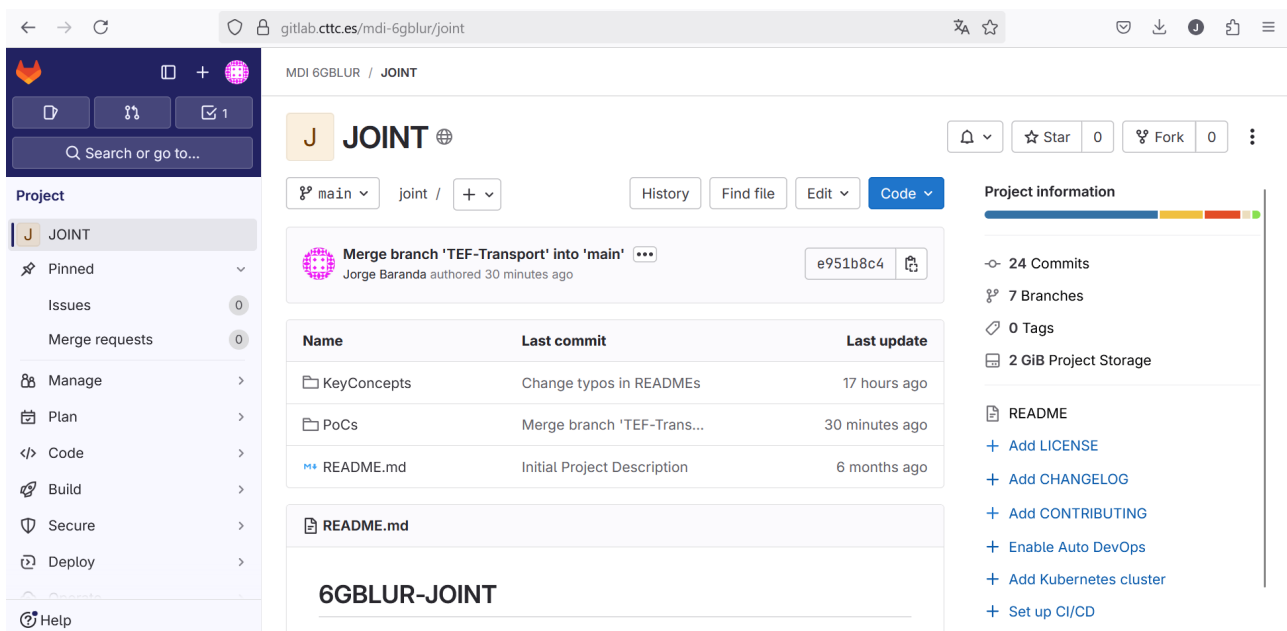 gitlab.cttc.es/mdi-6gblur/joint
J
1
Search or go to...
Project
J JOINT
Pinned
Issues 0
Merge requests 0
Manage
Plan
Code
Build
Secure
Deploy
Operate
Help
MDI 6GBLUR / JOINT
J JOINT
Star 0
Fork 0
main
joint /
+
History
Find file
Edit
Code
Merge branch 'TEF-Transport' into 'main'
Jorge Baranda authored 30 minutes ago
e951b8c4
Name Last commit Last update
KeyConcepts Change typos in READMEs 17 hours ago
PoCs Merge branch 'TEF-Trans... 30 minutes ago
README.md Initial Project Description 6 months ago
README.md
6GBLUR-JOINT
Project information
24 Commits
7 Branches
0 Tags
2 GiB Project Storage
README
+ Add LICENSE
+ Add CHANGELOG
+ Add CONTRIBUTING
+ Enable Auto DevOps
+ Add Kubernetes cluster
+ Set up CI/CD